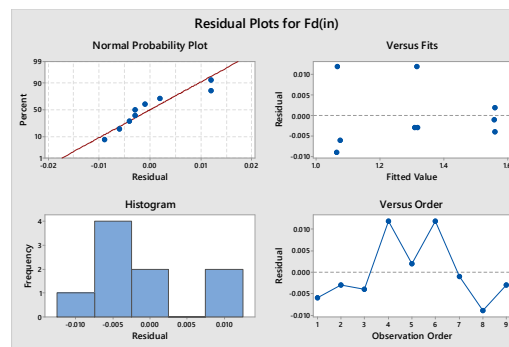 Residual Plots for Fd(in)
Normal Probability Plot
99
90
50
10
1
Percent
-0.02 -0.01 0.00 0.01 0.02
Residual
Versus Fits
0.010
0.005
0.000
-0.005
-0.010
Residual
1.0 1.2 1.4 1.6
Fitted Value
Histogram
4
3
2
1
0
Frequency
-0.010 -0.005 0.000 0.005 0.010
Residual
Versus Order
0.010
0.005
0.000
-0.005
-0.010
Residual
1 2 3 4 5 6 7 8 9
Observation Order